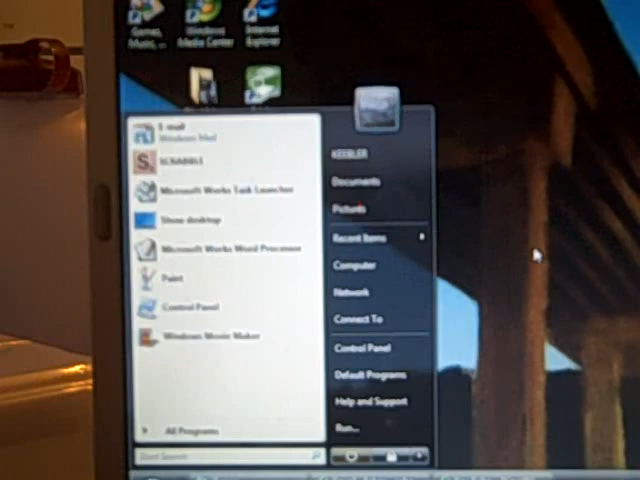 Games,
Music, ...
Windows
Media Center
Internet
Explorer
E-mail
Windows Mail
SCRABBLE
Microsoft Works Task Launcher
Show desktop
Microsoft Works Word Processor
Paint
Control Panel
Windows Movie Maker
All Programs
Start Search
KEEBLER
Documents
Pictures
Recent Items
Computer
Network
Connect To
Control Panel
Default Programs
Help and Support
Run...